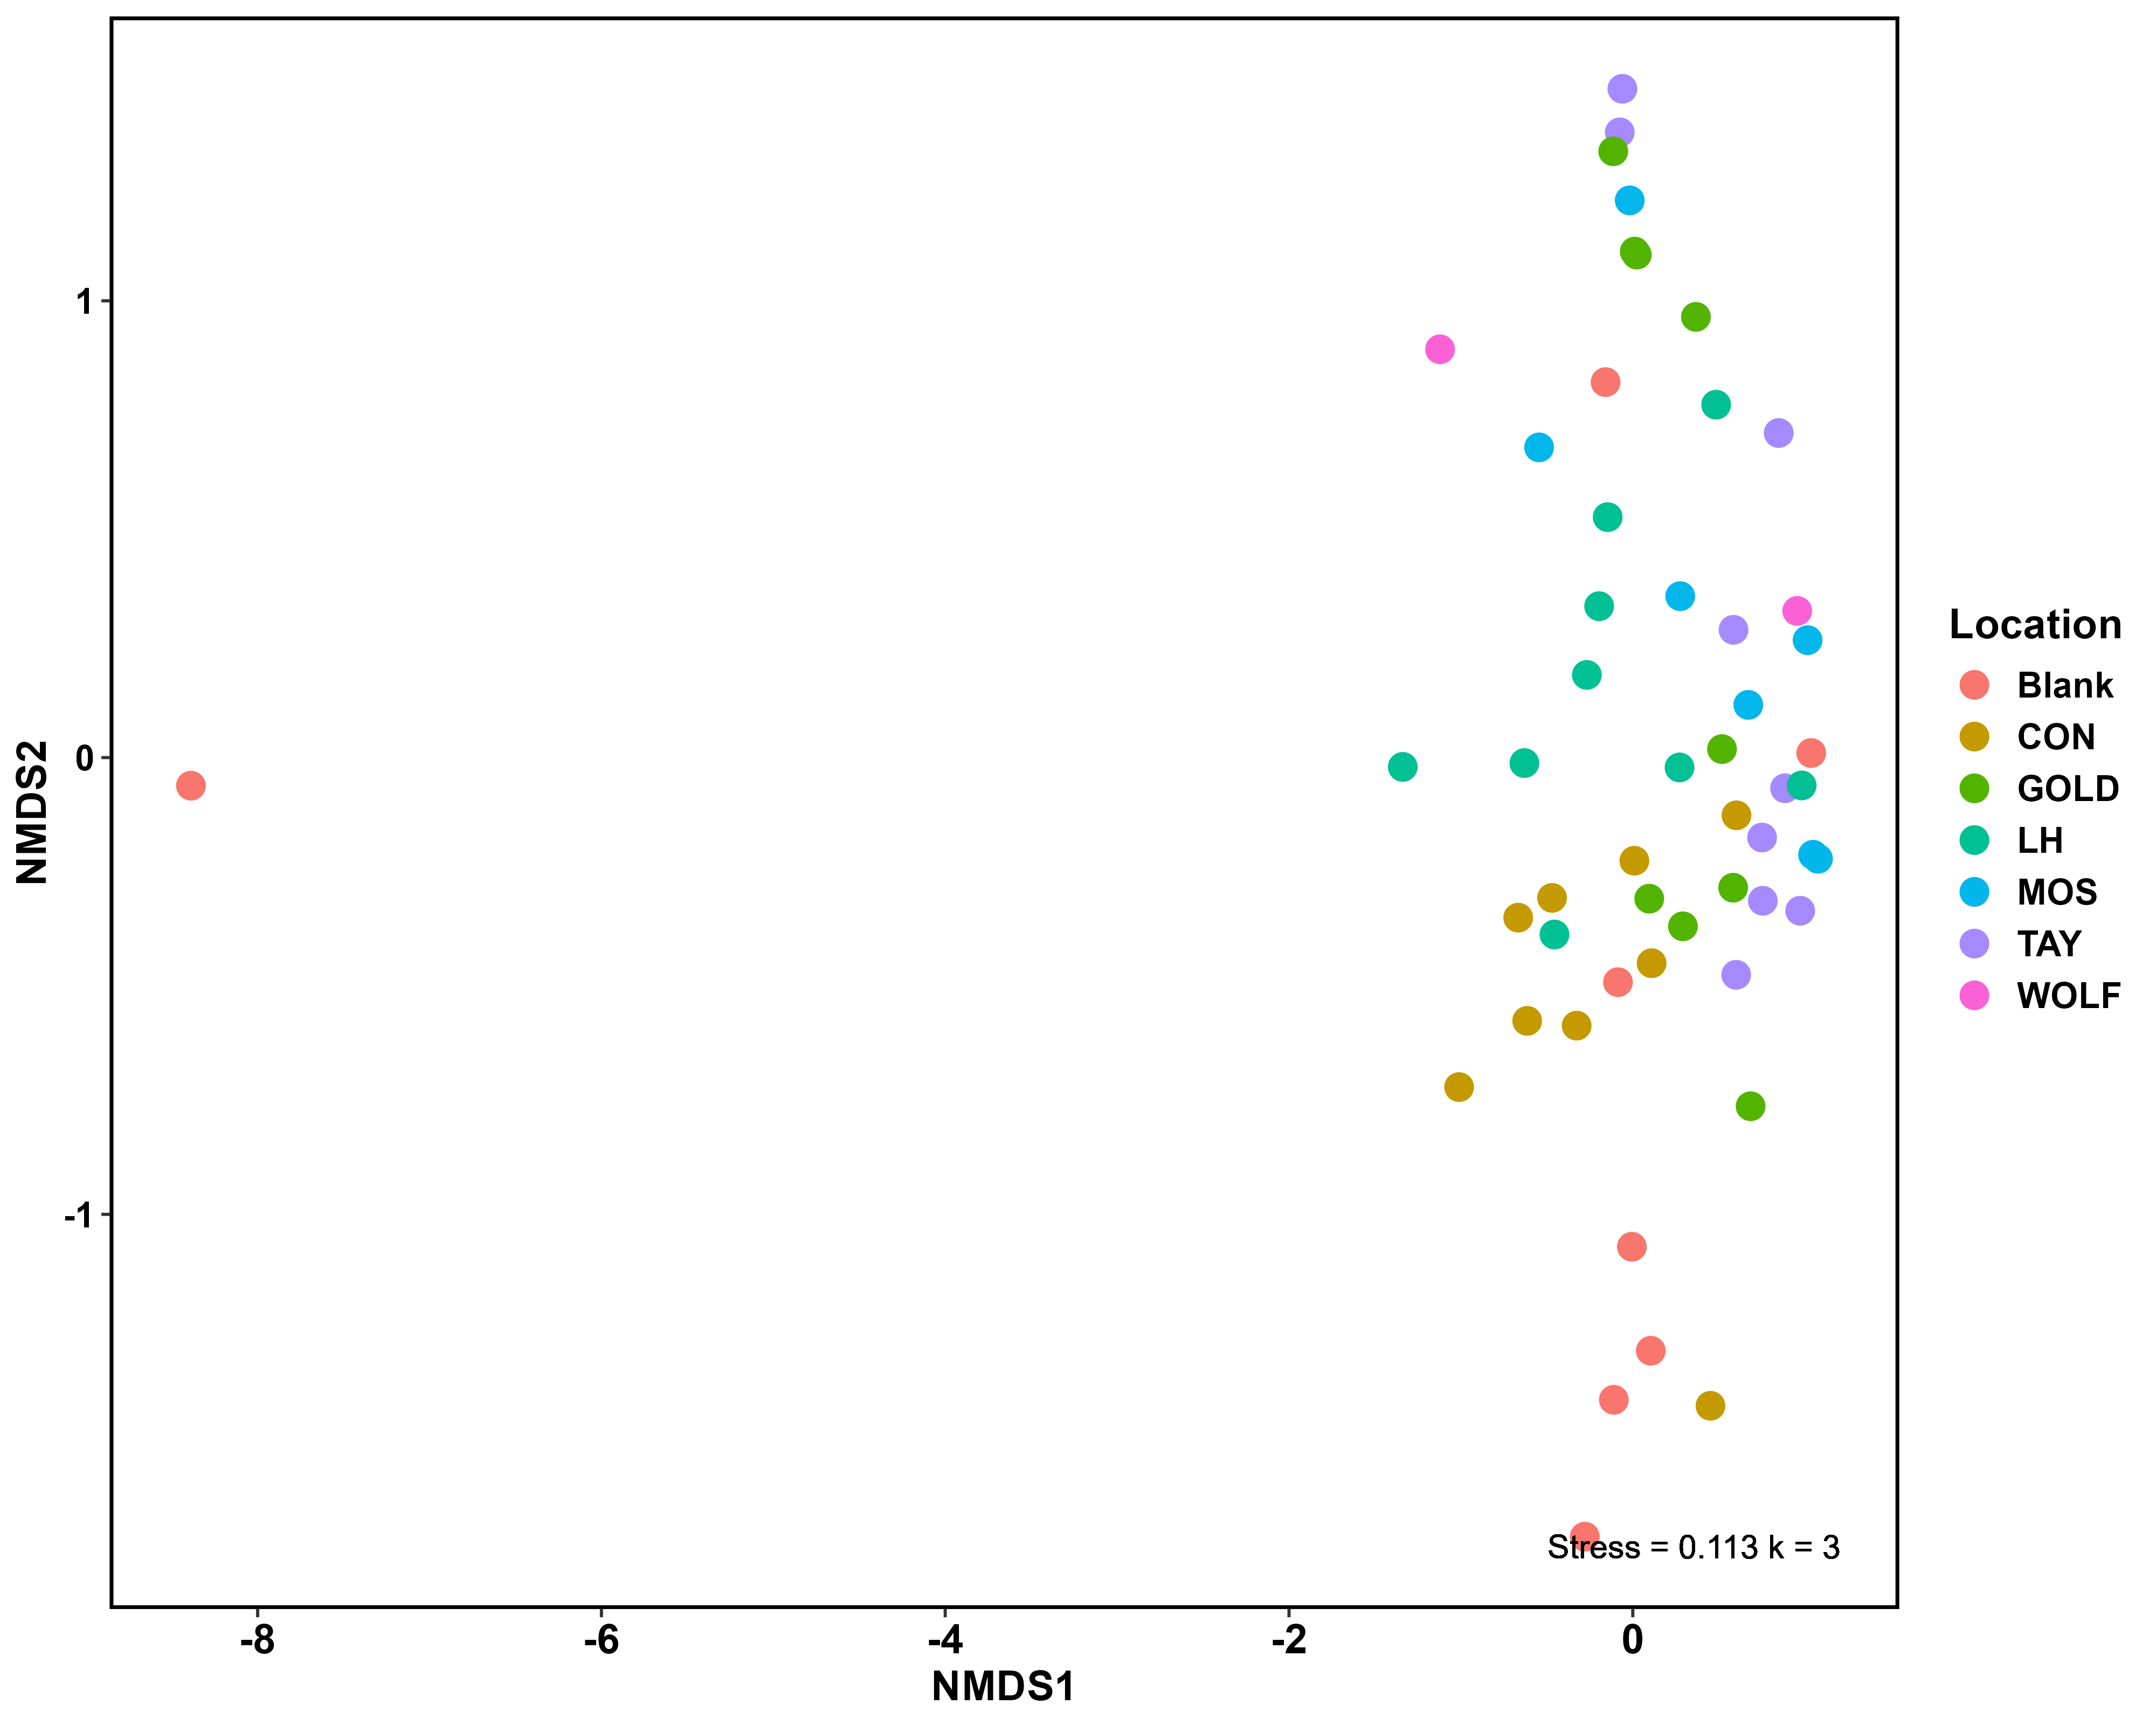 1
0
-1
NMDS2
-8
-6
-4
-2
0
NMDS1
Stress = 0.113 k = 3
Location
Blank
CON
GOLD
LH
MOS
TAY
WOLF